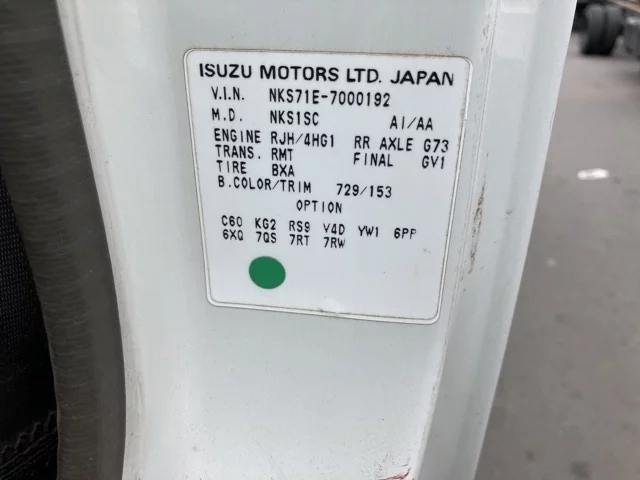 ISUZU MOTORS LTD. JAPAN
V.I.N. NKS71E-7000192
M.D. NKS1SC A1/AA
ENGINE RJH/4HG1 RR AXLE G73
TRANS. RMT FINAL GV1
TIRE BXA
B.COLOR/TRIM 729/153
OPTION
C60 KG2 RS9 V4D YW1 6PP
6XQ 7QS 7RT 7RW